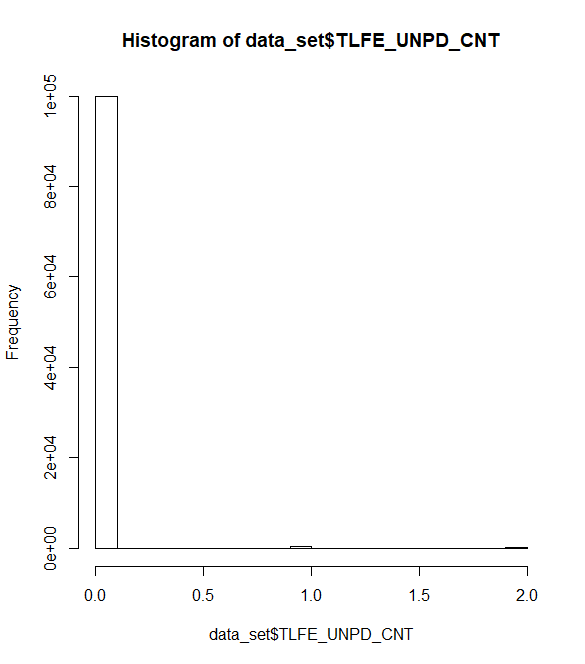 Histogram of data_set$TLFE_UNPD_CNT
Frequency
1e+05
8e+04
6e+04
4e+04
2e+04
0e+00
0.0 0.5 1.0 1.5 2.0
data_set$TLFE_UNPD_CNT